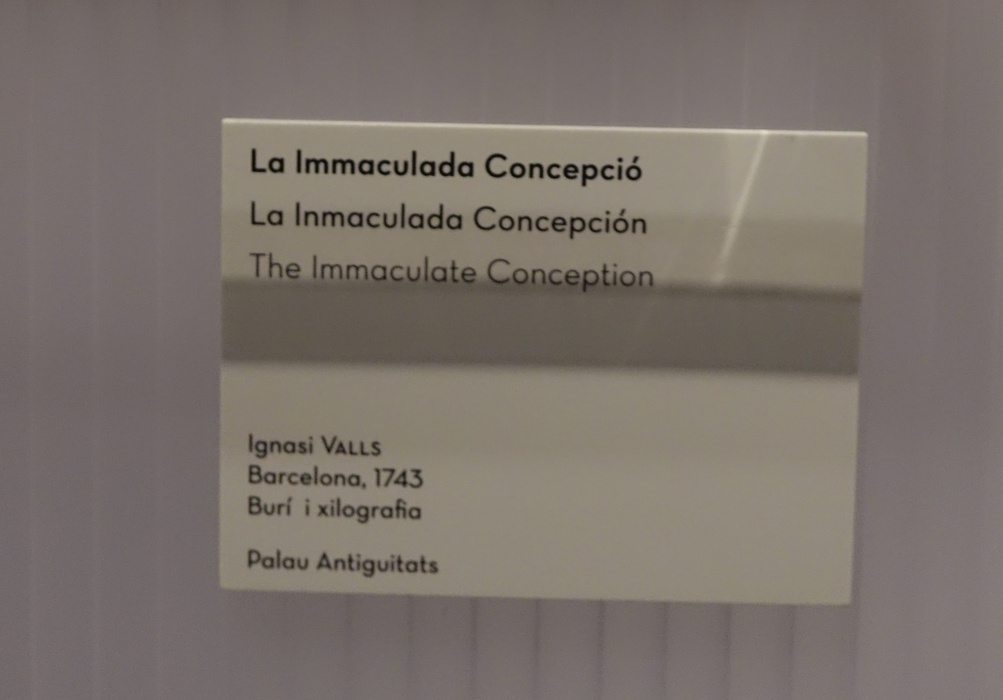 La Immaculada Concepció
La Inmaculada Concepción
The Immaculate Conception
Ignasi VALLS
Barcelona, 1743
Burí i xilografia
Palau Antiguitats